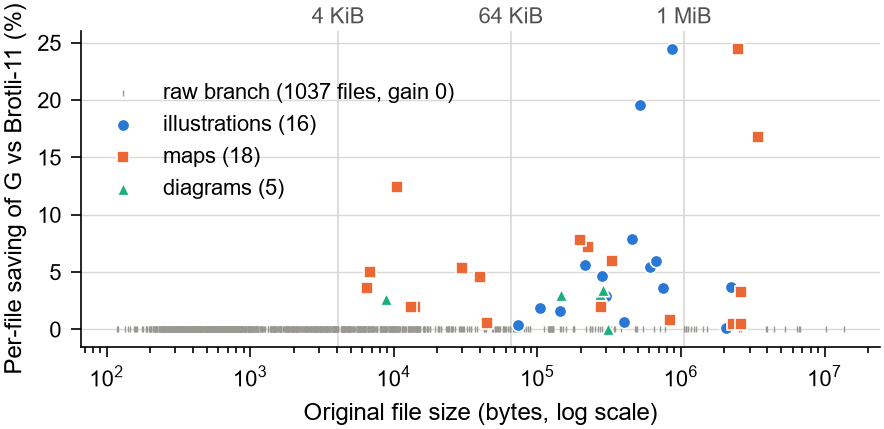 4 KiB 64 KiB 1 MiB
Per-file saving of G vs Brotli-11 (%)
25
20
15
10
5
0
raw branch (1037 files, gain 0)
illustrations (16)
maps (18)
diagrams (5)
10² 10³ 10⁴ 10⁵ 10⁶ 10⁷
Original file size (bytes, log scale)